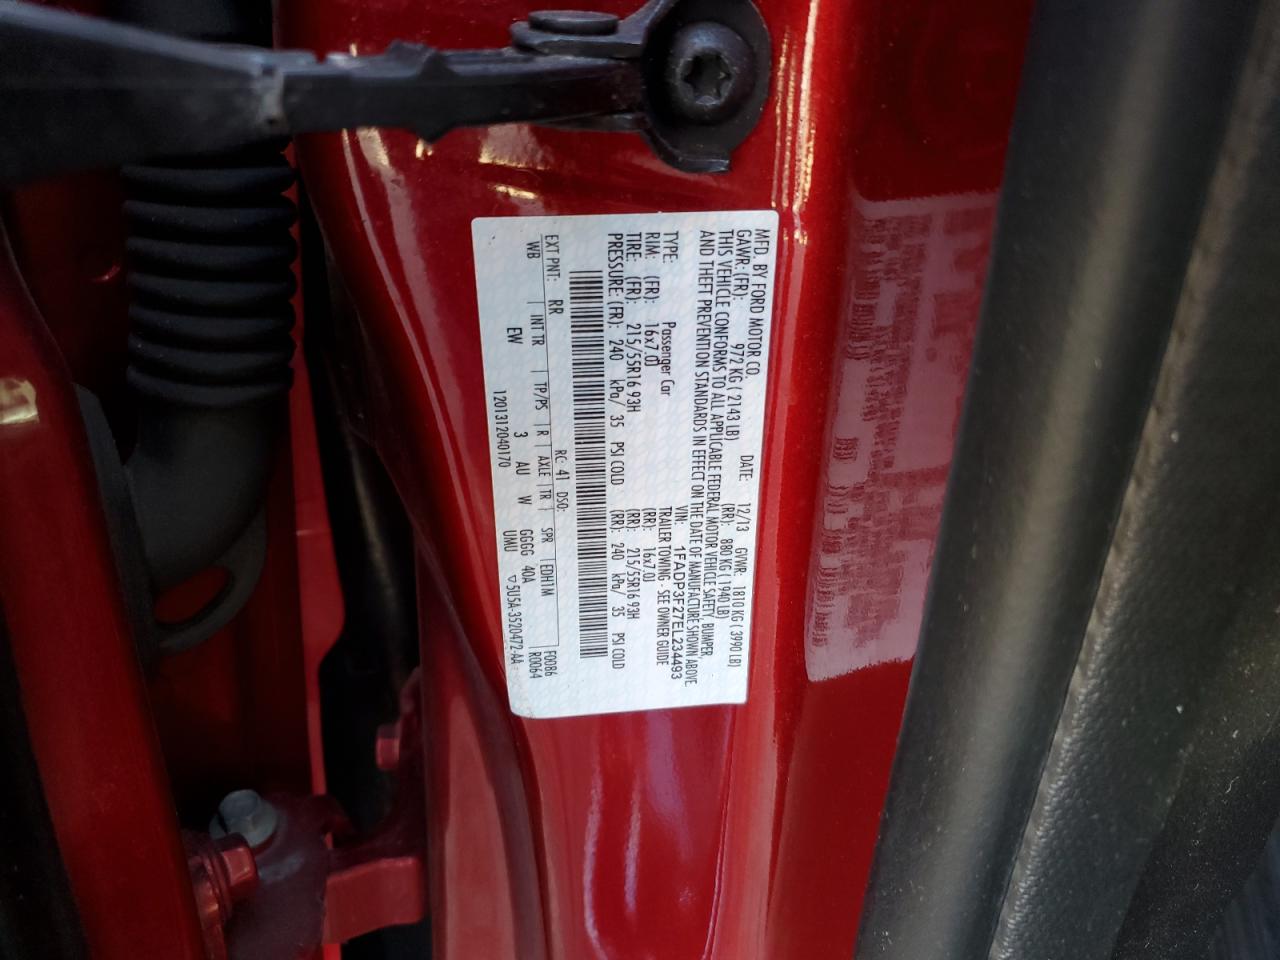 MFD. BY FORD MOTOR CO.
DATE: 12/13 GVWR: 1810 KG ( 3990 LB)
GAWR: (FR): 972 KG ( 2143 LB) (RR): 880 KG ( 1940 LB)
THIS VEHICLE CONFORMS TO ALL APPLICABLE FEDERAL MOTOR VEHICLE SAFETY, BUMPER,
AND THEFT PREVENTION STANDARDS IN EFFECT ON THE DATE OF MANUFACTURE SHOWN ABOVE.
VIN: 1FADP3F27EL234493
TYPE: Passenger Car TRAILER TOWING - SEE OWNER GUIDE
RIM: (FR): 16x7.0J (RR): 16x7.0J
TIRE: (FR): 215/55R16 93H (RR): 215/55R16 93H
PRESSURE: (FR): 240 kPa/ 35 PSI COLD (RR): 240 kPa/ 35 PSI COLD
RC: 41 DSO: F0086
EXT PNT: RR R0064
WB INT TR TP/PS R AXLE TR SPR EDH1M
EW 3 AU W GGGG 40A
UMU
1201312040170 ▽5U5A-3520472-AA